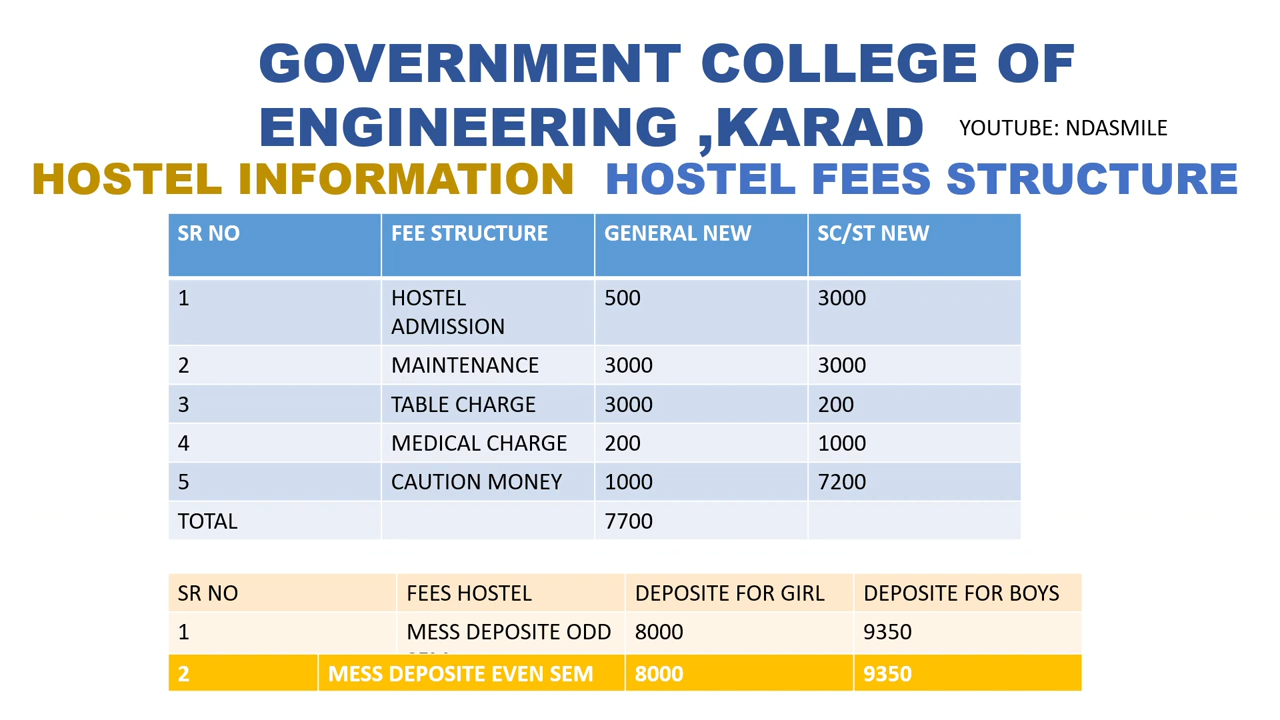 GOVERNMENT COLLEGE OF
ENGINEERING ,KARAD
YOUTUBE: NDASMILE
HOSTEL INFORMATION HOSTEL FEES STRUCTURE
SR NO FEE STRUCTURE GENERAL NEW SC/ST NEW
1 HOSTEL ADMISSION 500 3000
2 MAINTENANCE 3000 3000
3 TABLE CHARGE 3000 200
4 MEDICAL CHARGE 200 1000
5 CAUTION MONEY 1000 7200
TOTAL 7700
SR NO FEES HOSTEL DEPOSITE FOR GIRL DEPOSITE FOR BOYS
1 MESS DEPOSITE ODD 8000 9350
2 MESS DEPOSITE EVEN SEM 8000 9350